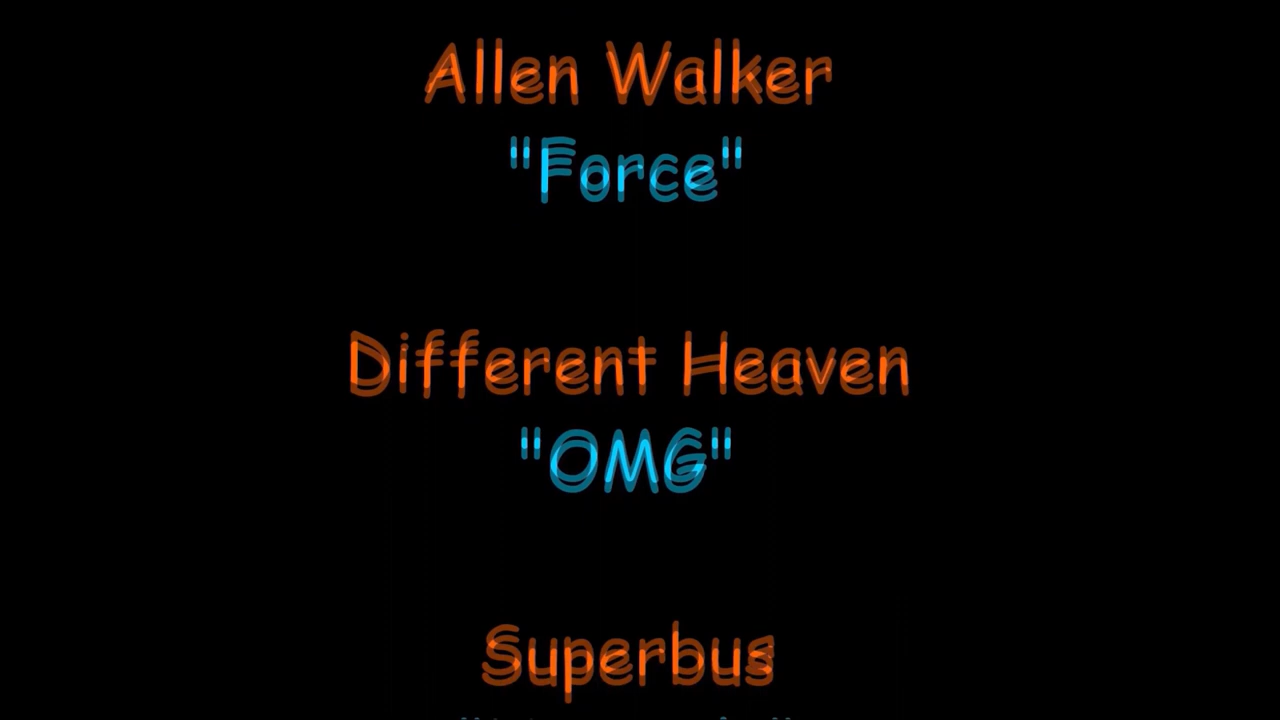 Allen Walker
"Force"
Different Heaven
"OMG"
Superbus